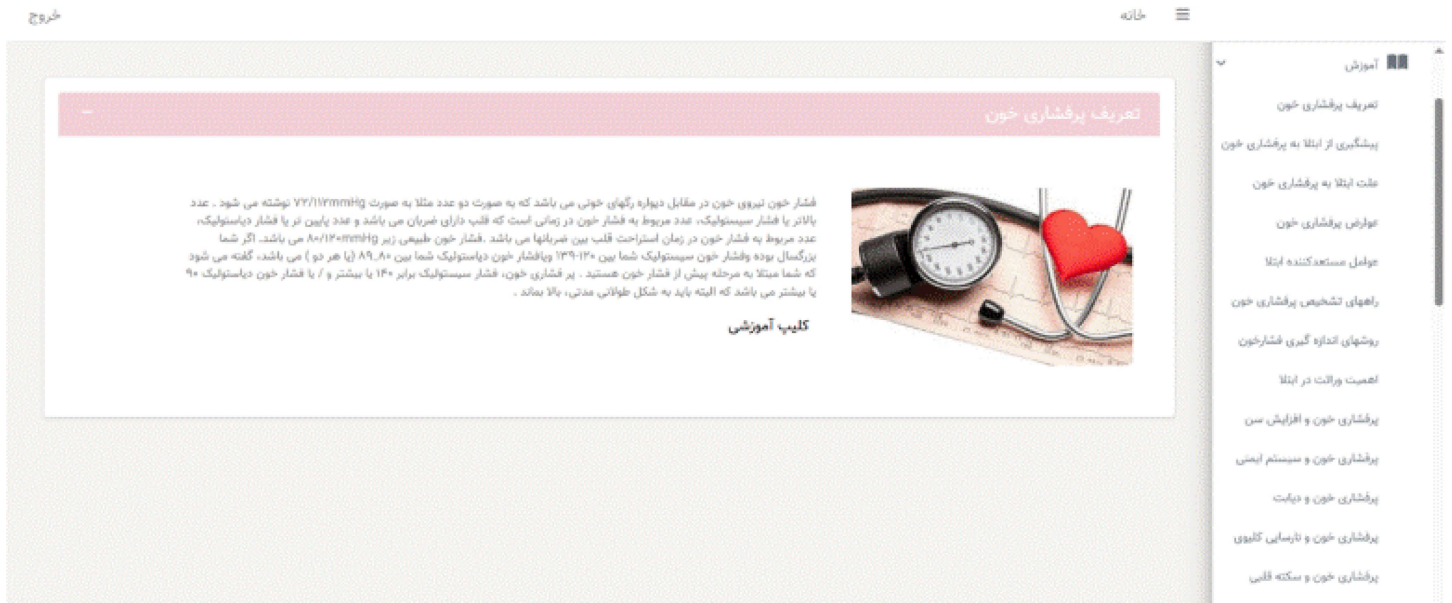 خانه
خروج
آموزش
تعریف پرفشاری خون
پیشگیری از ابتلا به پرفشاری خون
علت ابتلا به پرفشاری خون
عوارض پرفشاری خون
عوامل مستعدکننده ابتلا
راههای تشخیص پرفشاری خون
روشهای اندازه گیری فشارخون
اهمیت وراثت در ابتلا
پرفشاری خون و افزایش سن
پرفشاری خون و سیستم ایمنی
پرفشاری خون و دیابت
پرفشاری خون و نارسایی کلیوی
پرفشاری خون و سکته قلبی
تعریف پرفشاری خون
فشار خون نیروی خون در مقابل دیواره رگهای خونی می باشد که به صورت دو عدد مثلا به صورت ۷۲/۱۱۲mmHg نوشته می شود . عدد
بالاتر یا فشار سیستولیک، عدد مربوط به فشار خون در زمانی است که قلب دارای ضربان می باشد و عدد پایین تر یا فشار دیاستولیک،
عدد مربوط به فشار خون در زمان استراحت قلب بین ضربانها می باشد .فشار خون طبیعی زیر ۸۰/۱۲۰mmHg می باشد. اگر شما
بزرگسال بوده وفشار خون سیستولیک شما بین ۱۲۰-۱۳۹ ویافشار خون دیاستولیک شما بین ۸۰_۸۹ (یا هر دو ) می باشد، گفته می شود
که شما مبتلا به مرحله پیش از فشار خون هستید . پر فشاری خون، فشار سیستولیک برابر ۱۴۰ یا بیشتر و / یا فشار خون دیاستولیک ۹۰
یا بیشتر می باشد که البته باید به شکل طولانی مدتی، بالا بماند .
کلیپ آموزشی